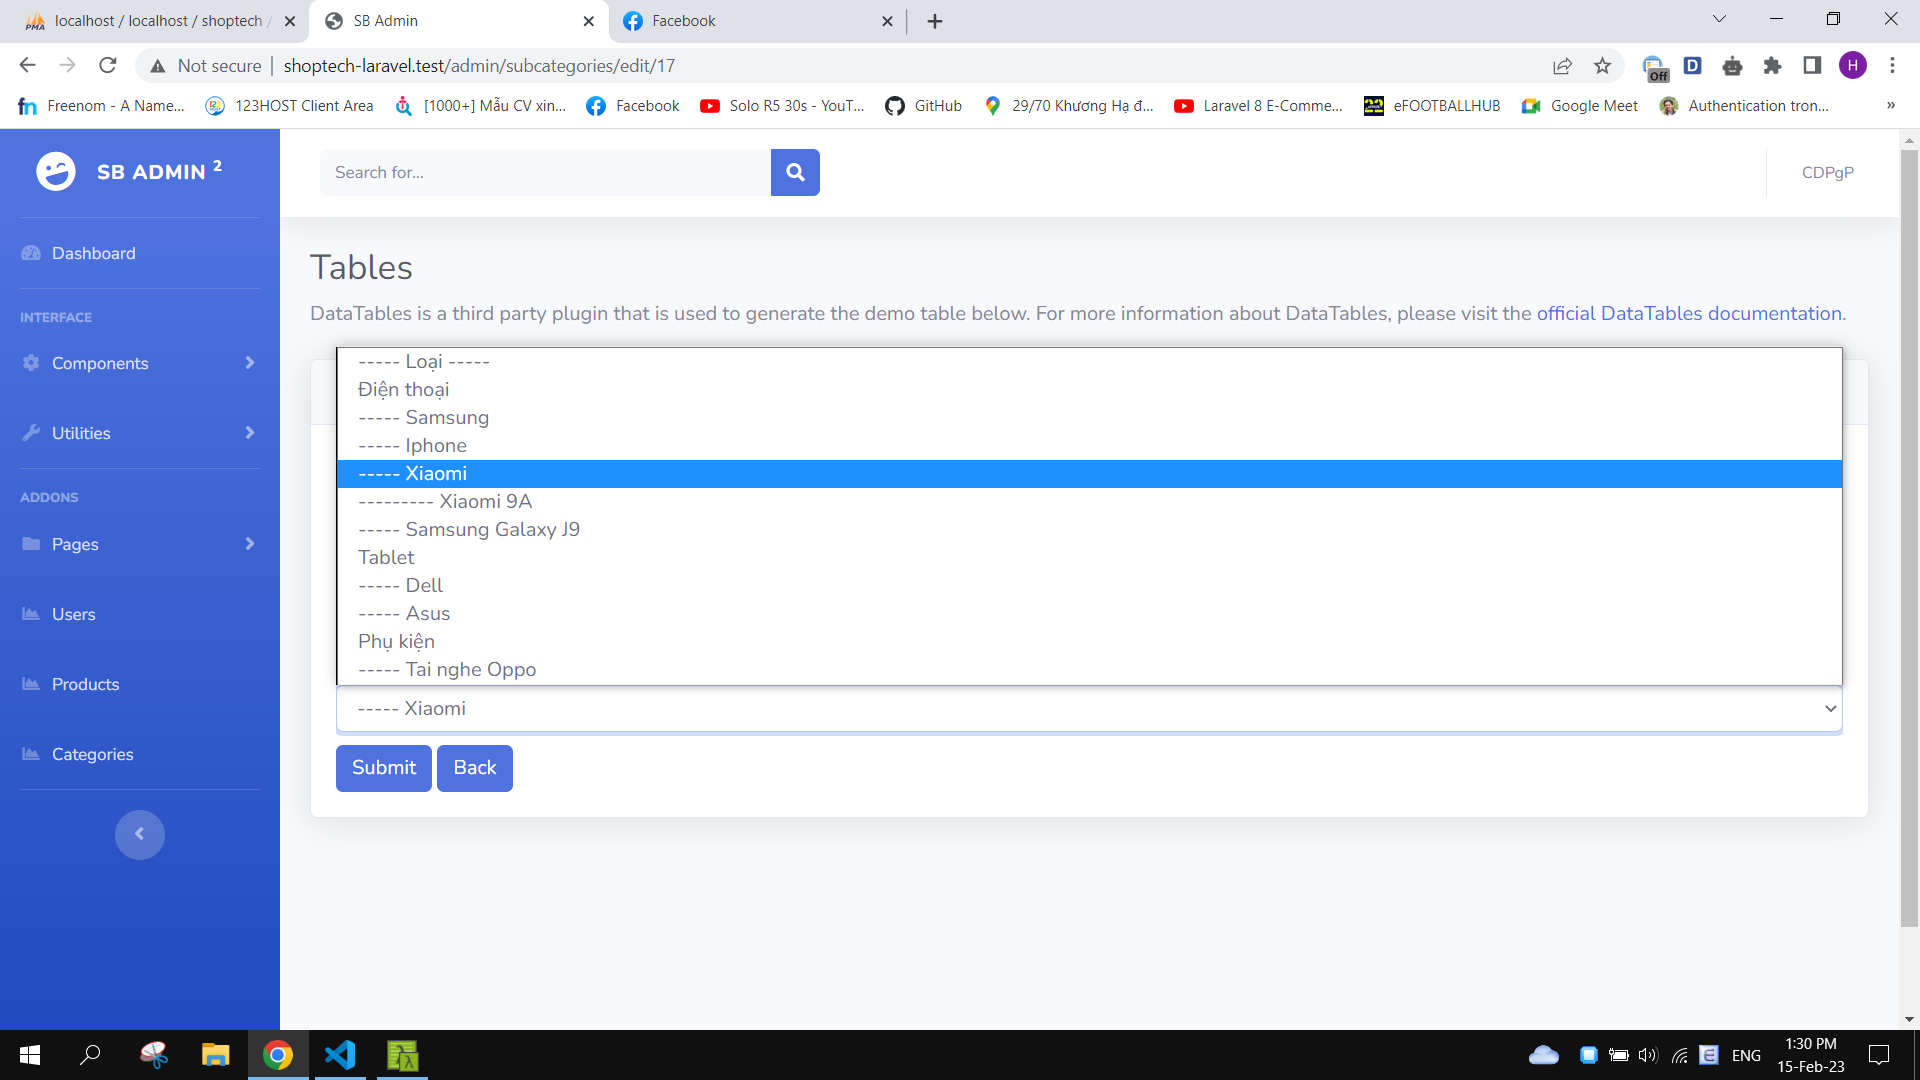 localhost / localhost / shoptech /
SB Admin
Facebook
Not secure
shoptech-laravel.test/admin/subcategories/edit/17
Off
D
H
fn
Freenom - A Name...
123HOST Client Area
[1000+] Mẫu CV xin...
Facebook
Solo R5 30s - YouT...
GitHub
29/70 Khương Hạ đ...
Laravel 8 E-Comme...
eFOOTBALLHUB
Google Meet
Authentication tron...
»
SB ADMIN 2
Search for...
CDPgP
Dashboard
INTERFACE
Components
Utilities
ADDONS
Pages
Users
Products
Categories
Tables
DataTables is a third party plugin that is used to generate the demo table below. For more information about DataTables, please visit the official DataTables documentation.
----- Loại -----
Điện thoại
----- Samsung
----- Iphone
----- Xiaomi
--------- Xiaomi 9A
----- Samsung Galaxy J9
Tablet
----- Dell
----- Asus
Phụ kiện
----- Tai nghe Oppo
----- Xiaomi
Submit
Back
ENG
1:30 PM
15-Feb-23